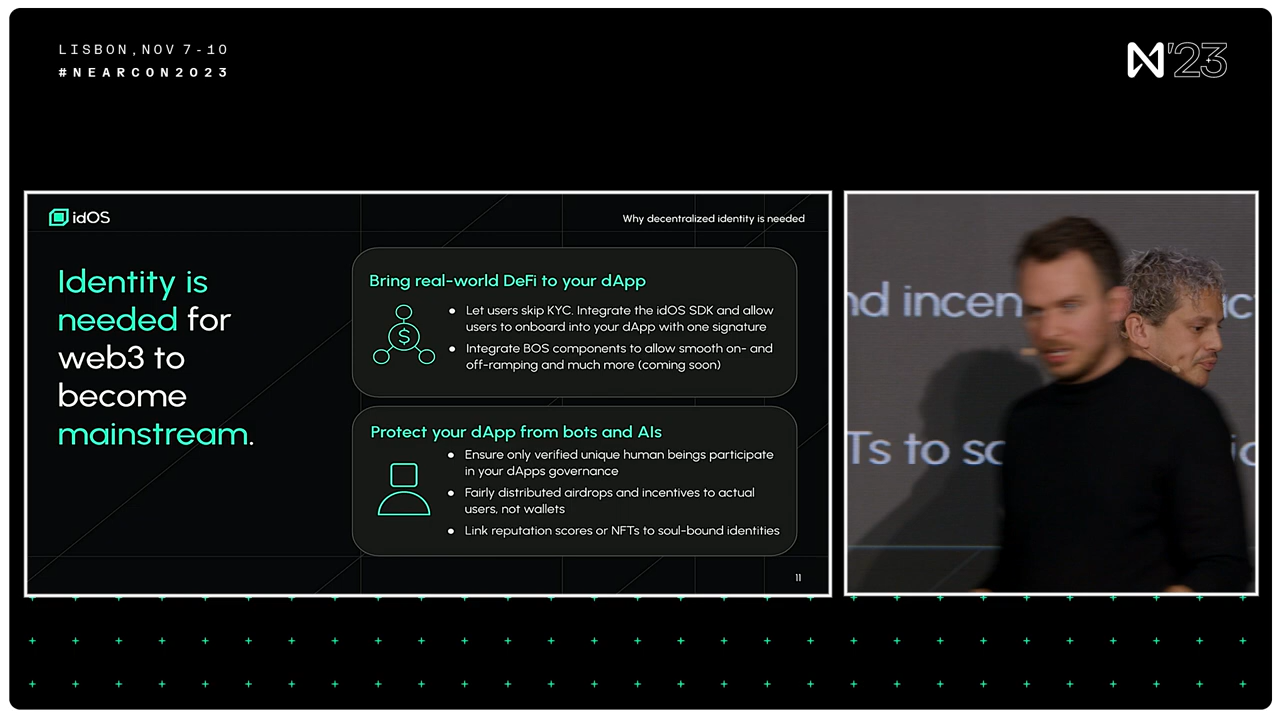 LISBON, NOV 7-10
#NEARCON2023
'23
idOS
Why decentralized identity is needed
Identity is
needed for
web3 to
become
mainstream.
Bring real-world DeFi to your dApp
$
• Let users skip KYC. Integrate the idOS SDK and allow
users to onboard into your dApp with one signature
• Integrate BOS components to allow smooth on- and
off-ramping and much more (coming soon)
Protect your dApp from bots and AIs
• Ensure only verified unique human beings participate
in your dApps governance
• Fairly distributed airdrops and incentives to actual
users, not wallets
• Link reputation scores or NFTs to soul-bound identities
11
nd incen
Ts to sc